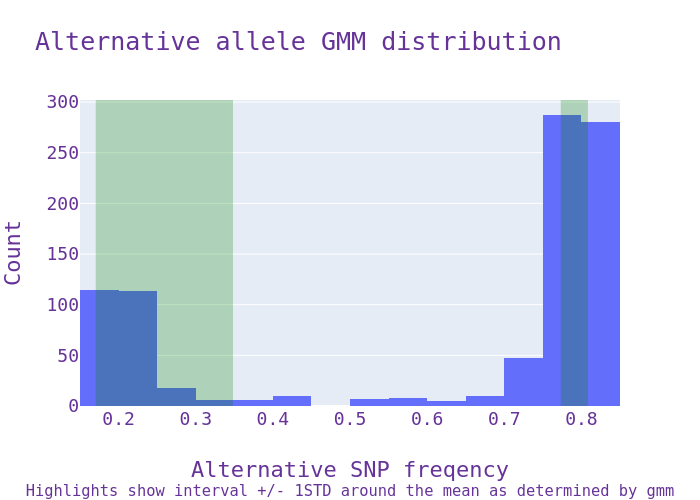 Alternative allele GMM distribution
300
250
200
150
100
50
0
Count
0.2 0.3 0.4 0.5 0.6 0.7 0.8
Alternative SNP freqency
Highlights show interval +/- 1STD around the mean as determined by gmm